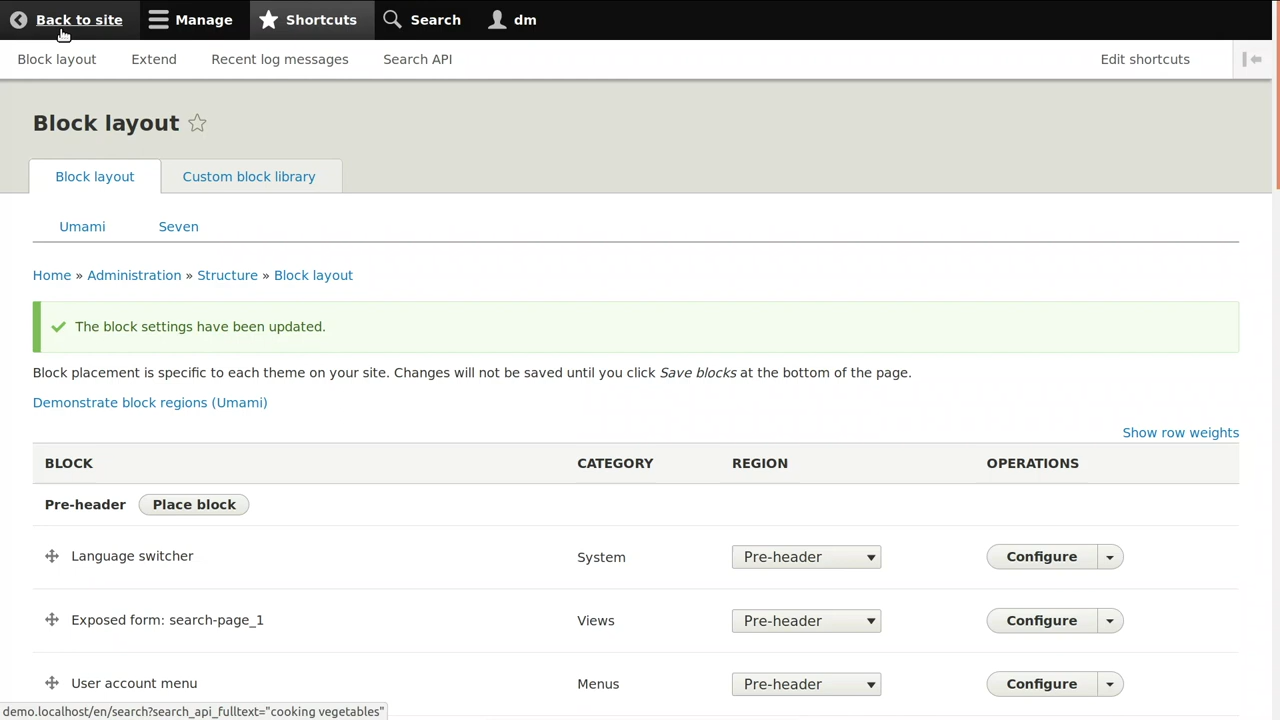 Back to site Manage Shortcuts Search dm
Block layout Extend Recent log messages Search API Edit shortcuts
Block layout
Block layout Custom block library
Umami Seven
Home » Administration » Structure » Block layout
The block settings have been updated.
Block placement is specific to each theme on your site. Changes will not be saved until you click Save blocks at the bottom of the page.
Demonstrate block regions (Umami)
Show row weights
BLOCK CATEGORY REGION OPERATIONS
Pre-header Place block
Language switcher System Pre-header Configure
Exposed form: search-page_1 Views Pre-header Configure
User account menu Menus Pre-header Configure
demo.localhost/en/search?search_api_fulltext="cooking vegetables"